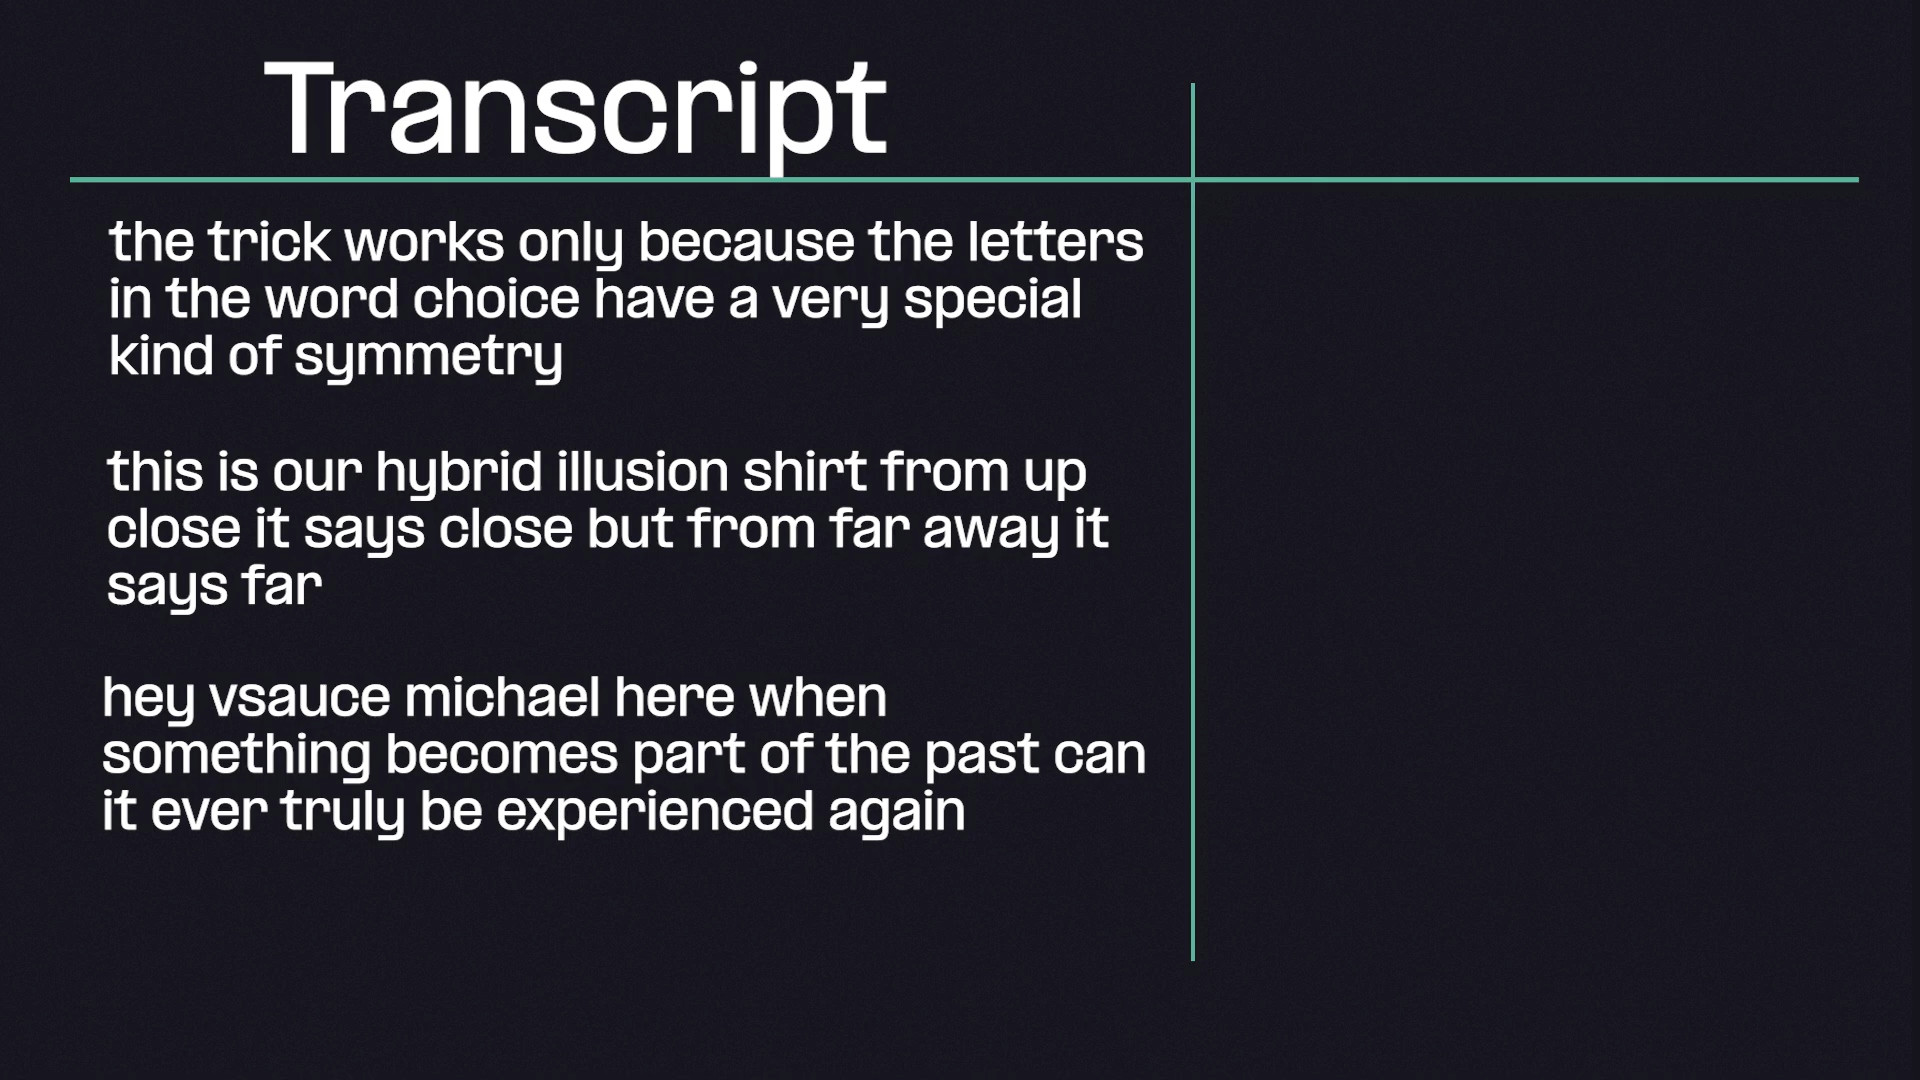 Transcript
the trick works only because the letters
in the word choice have a very special
kind of symmetry
this is our hybrid illusion shirt from up
close it says close but from far away it
says far
hey vsauce michael here when
something becomes part of the past can
it ever truly be experienced again